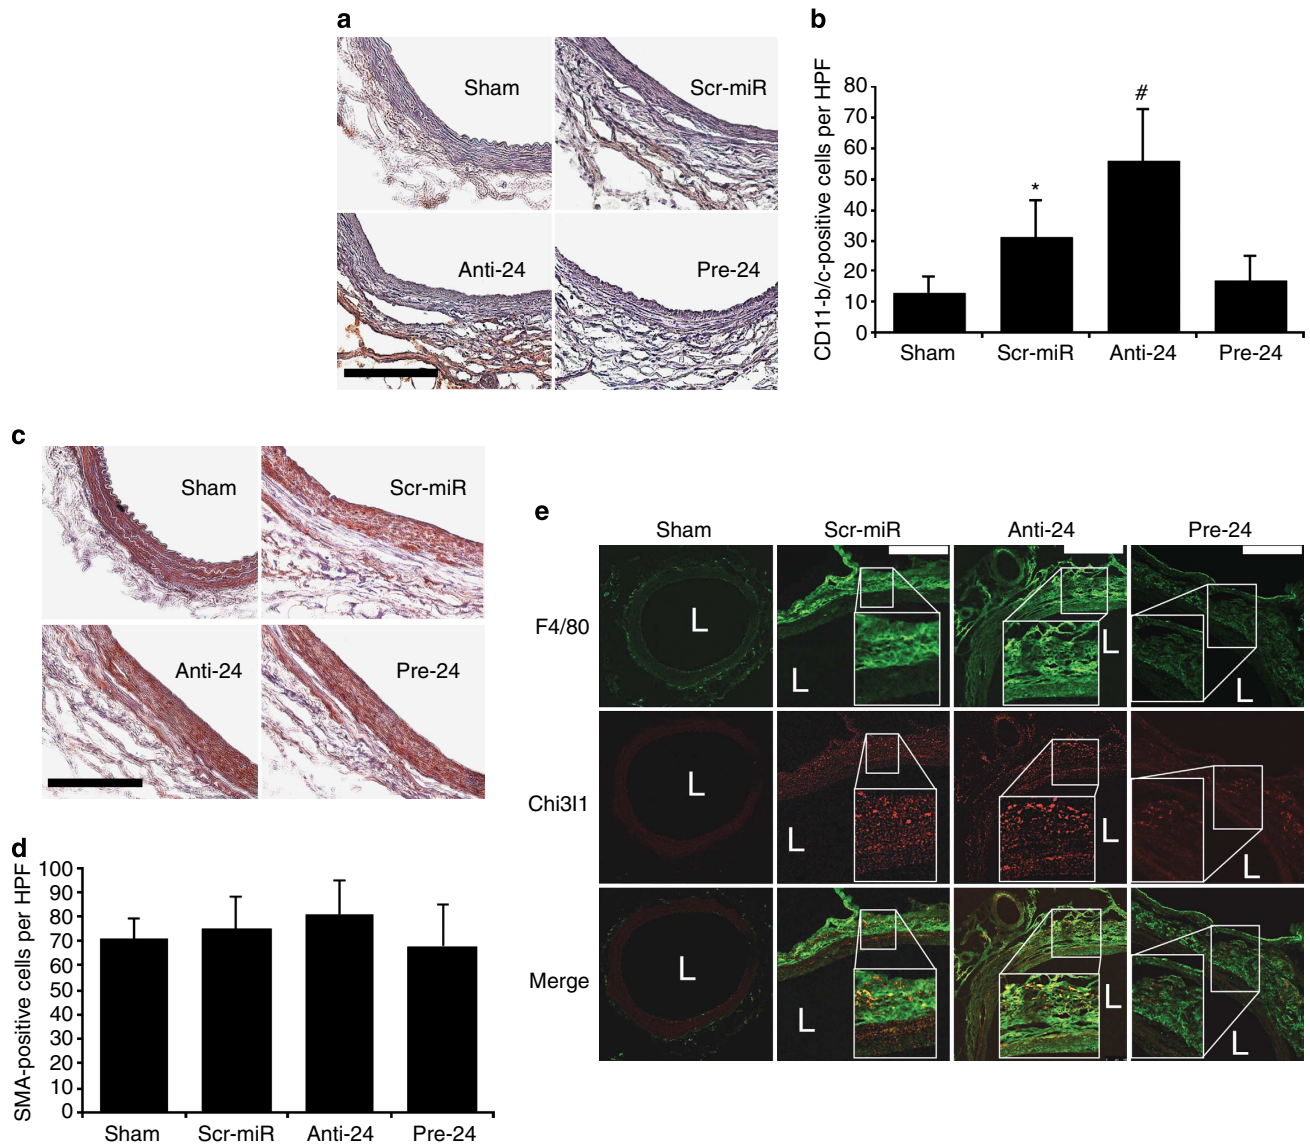 a
Sham
Scr-miR
Anti-24
Pre-24
b
CD11-b/c-positive cells per HPF
80
70
60
50
40
30
20
10
0
*
#
Sham
Scr-miR
Anti-24
Pre-24
c
Sham
Scr-miR
Anti-24
Pre-24
d
SMA-positive cells per HPF
100
90
80
70
60
50
40
30
20
10
0
Sham
Scr-miR
Anti-24
Pre-24
e
Sham
Scr-miR
Anti-24
Pre-24
F4/80
L
L
L
L
Chi3l1
L
L
L
L
Merge
L
L
L
L